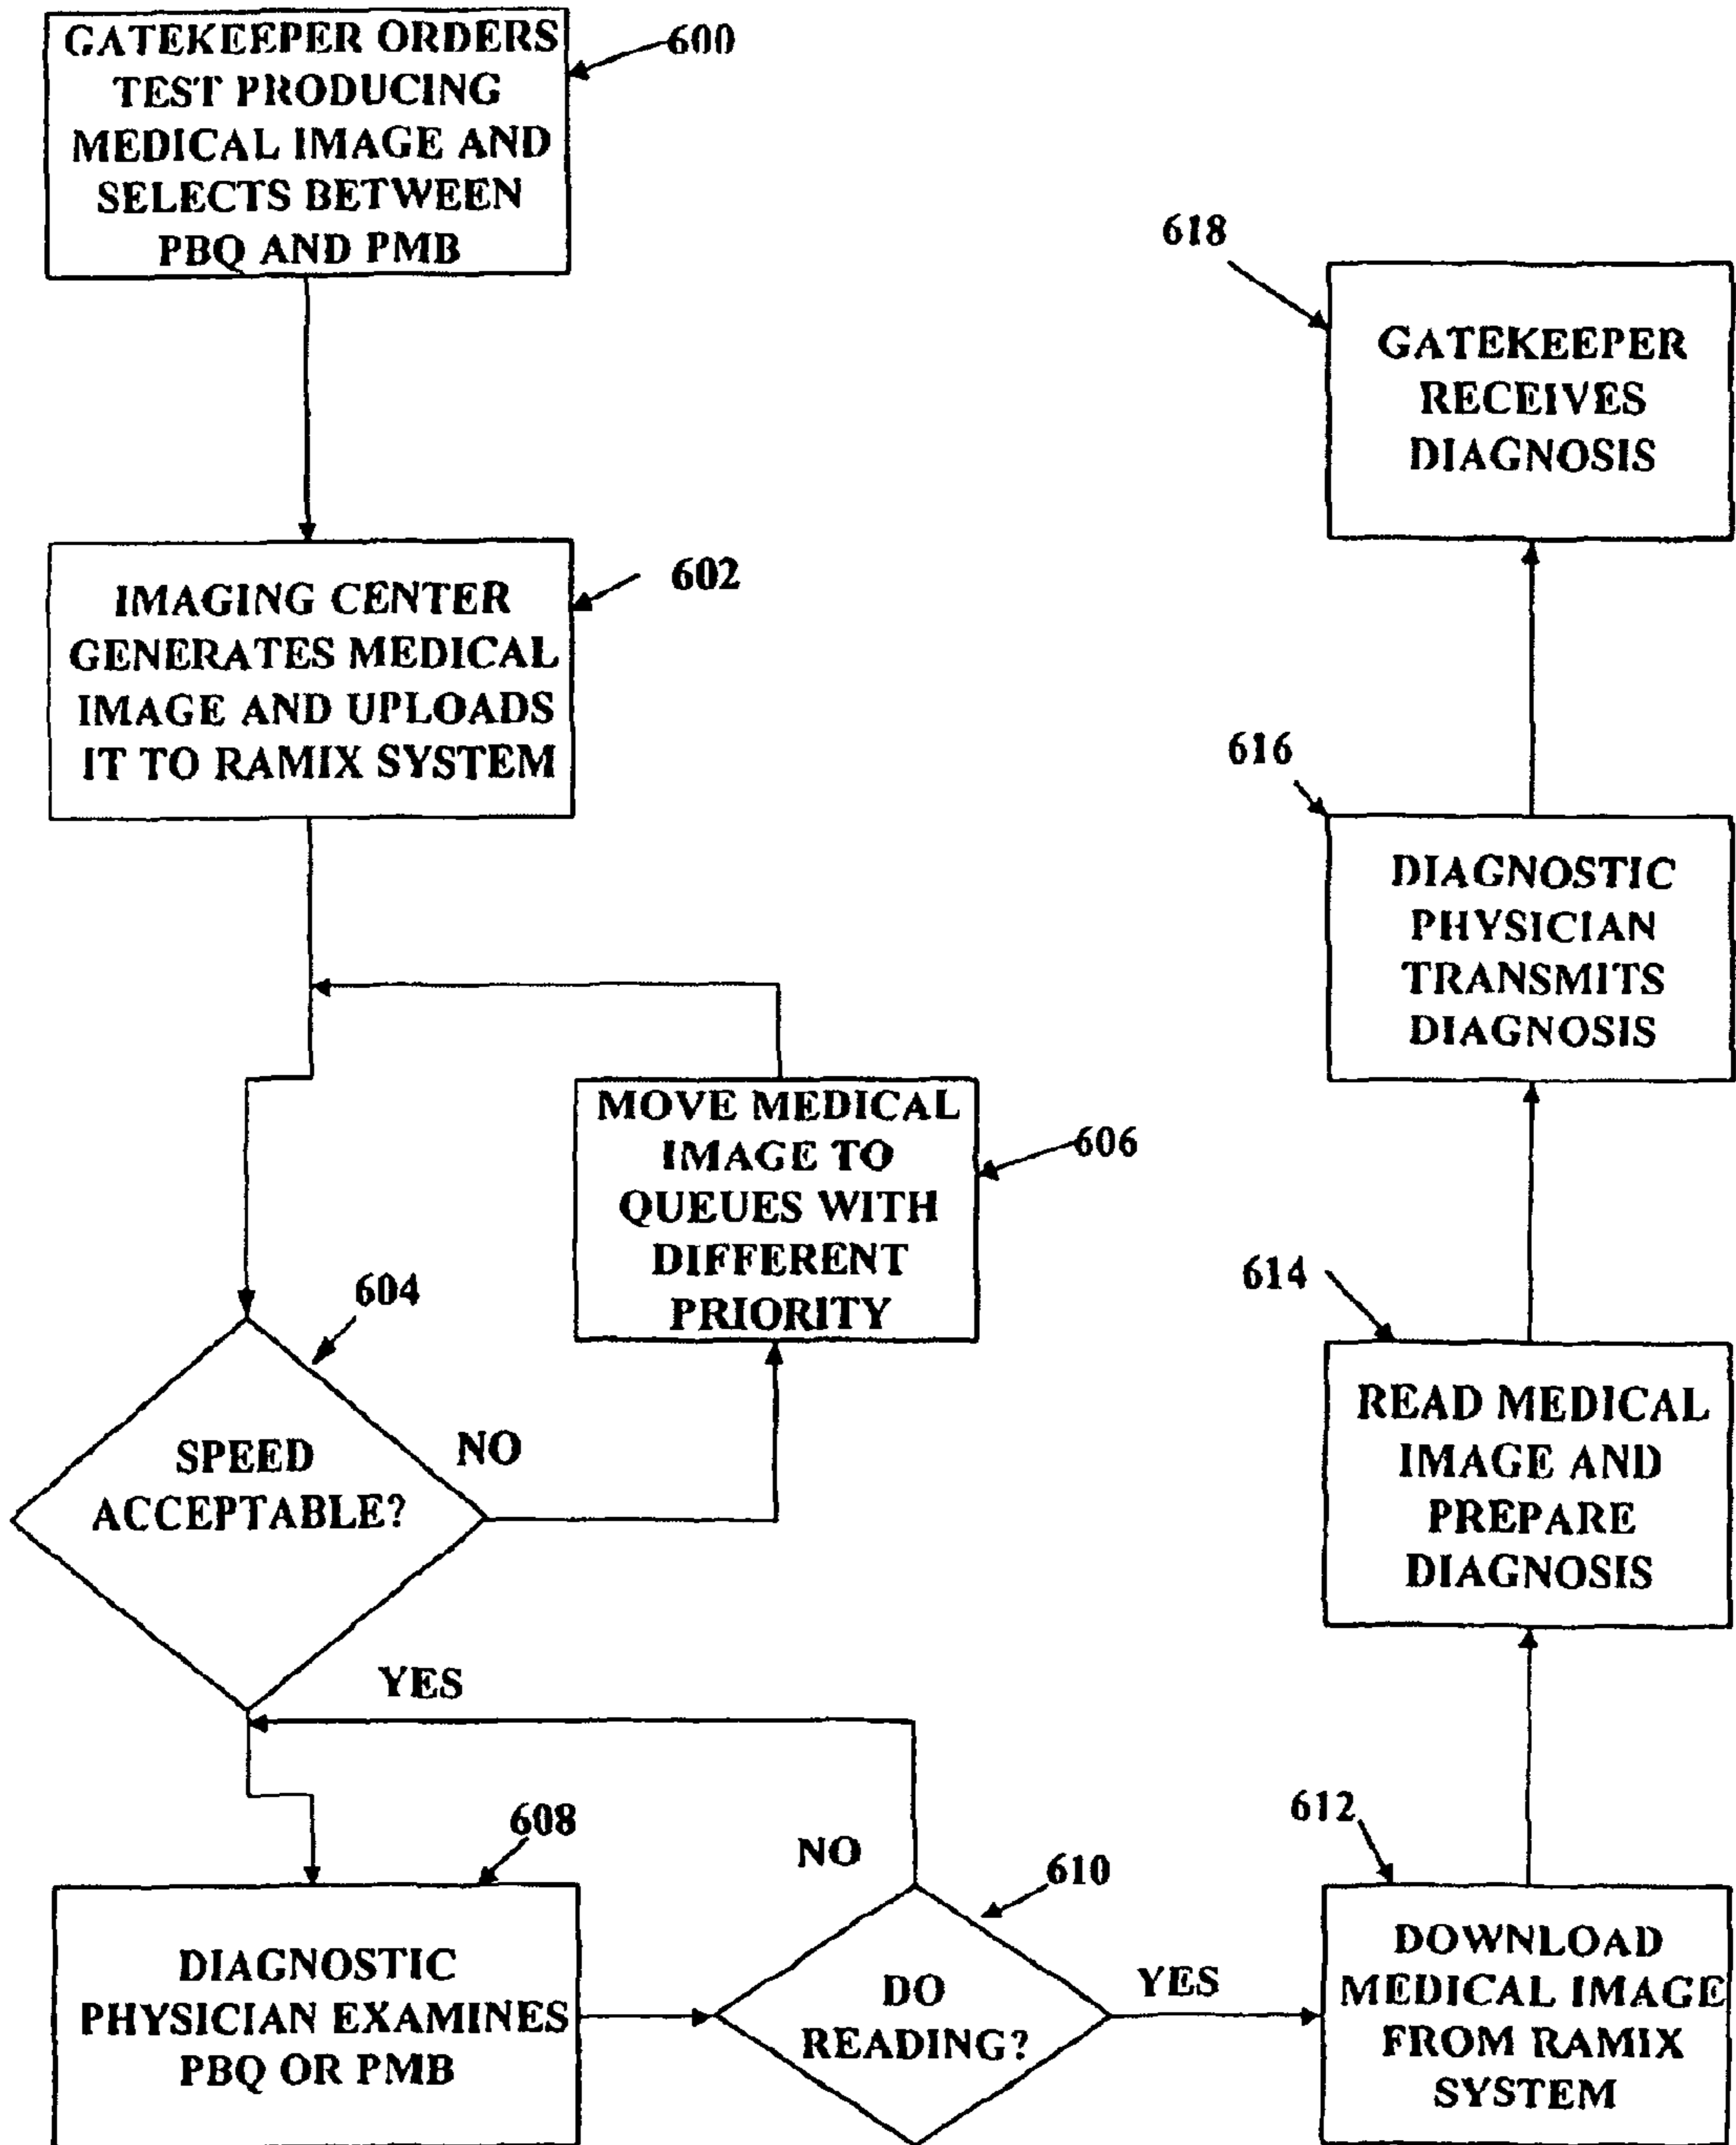 GATEKEEPER ORDERS
TEST PRODUCING
MEDICAL IMAGE AND
SELECTS BETWEEN
PBQ AND PMB
600
IMAGING CENTER
GENERATES MEDICAL
IMAGE AND UPLOADS
IT TO RAMIX SYSTEM
602
MOVE MEDICAL
IMAGE TO
QUEUES WITH
DIFFERENT
PRIORITY
606
604
SPEED
ACCEPTABLE?
NO
YES
608
DIAGNOSTIC
PHYSICIAN EXAMINES
PBQ OR PMB
NO
610
DO
READING?
YES
612
DOWNLOAD
MEDICAL IMAGE
FROM RAMIX
SYSTEM
614
READ MEDICAL
IMAGE AND
PREPARE
DIAGNOSIS
616
DIAGNOSTIC
PHYSICIAN
TRANSMITS
DIAGNOSIS
618
GATEKEEPER
RECEIVES
DIAGNOSIS